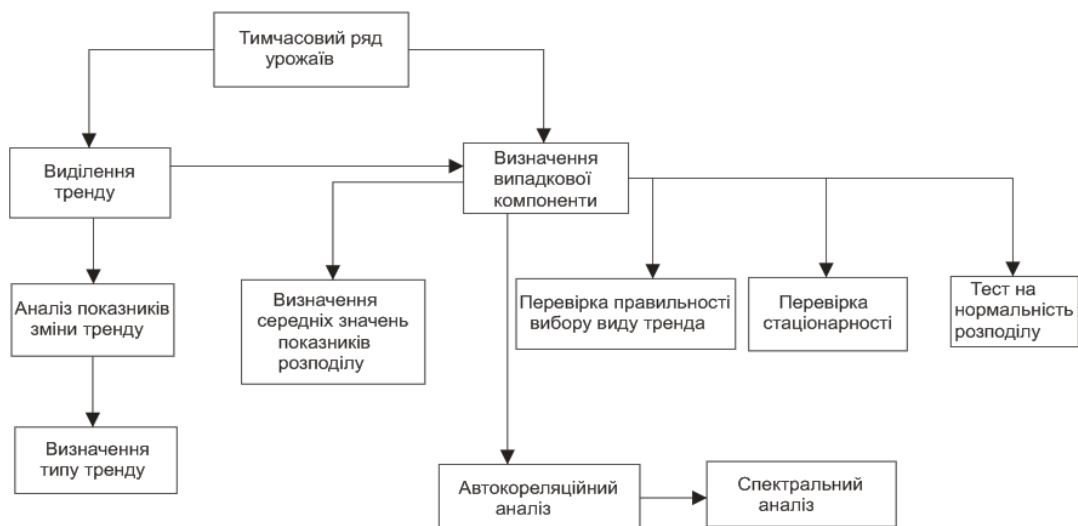 Тимчасовий ряд
урожаїв
Виділення
тренду
Визначення
випадкової
компоненти
Аналіз показників
зміни тренду
Визначення
середніх значень
показників
розподілу
Перевірка правильності
вибору виду тренда
Перевірка
стаціонарності
Тест на
нормальність
розподілу
Визначення
типу тренду
Автокореляційний
аналіз
Спектральний
аналіз